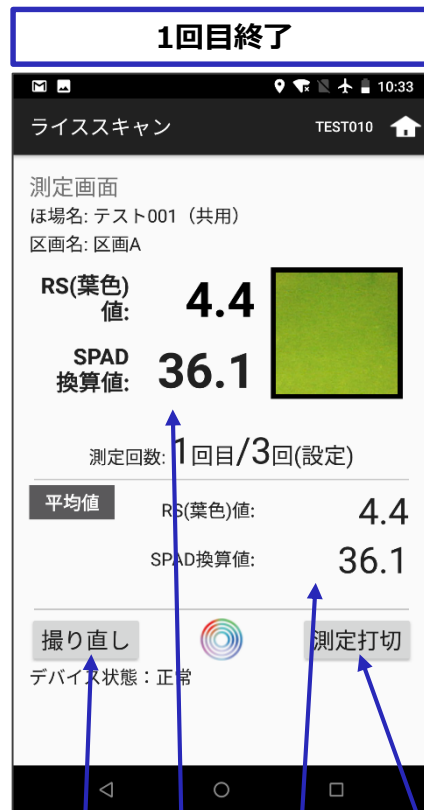 1回目終了
10:33
ライススキャン TEST010
測定画面
ほ場名: テスト001（共用）
区画名: 区画A
RS(葉色)
値: 4.4
SPAD
換算値: 36.1
測定回数: 1回目/3回(設定)
平均値 RS(葉色)値: 4.4
SPAD換算値: 36.1
撮り直し 測定打切
デバイス状態：正常